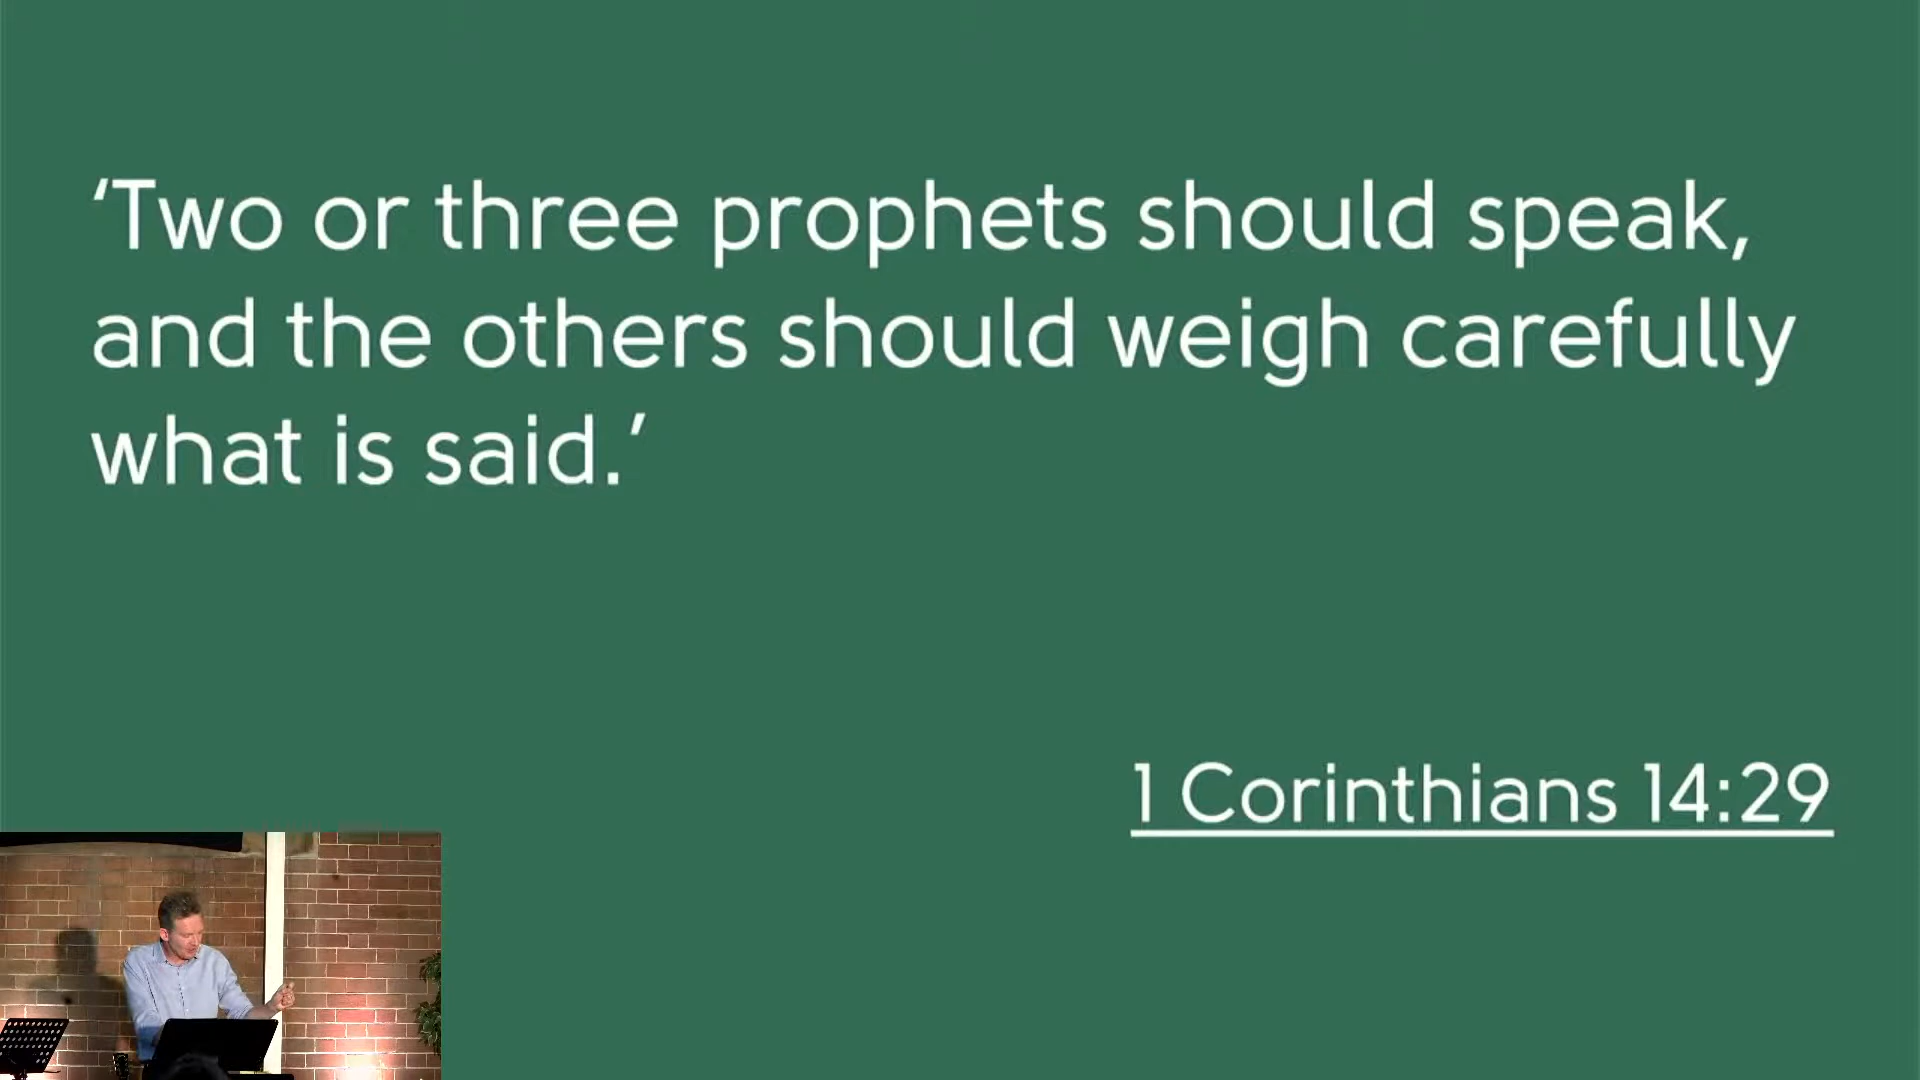 ‘Two or three prophets should speak,
and the others should weigh carefully
what is said.’
1 Corinthians 14:29